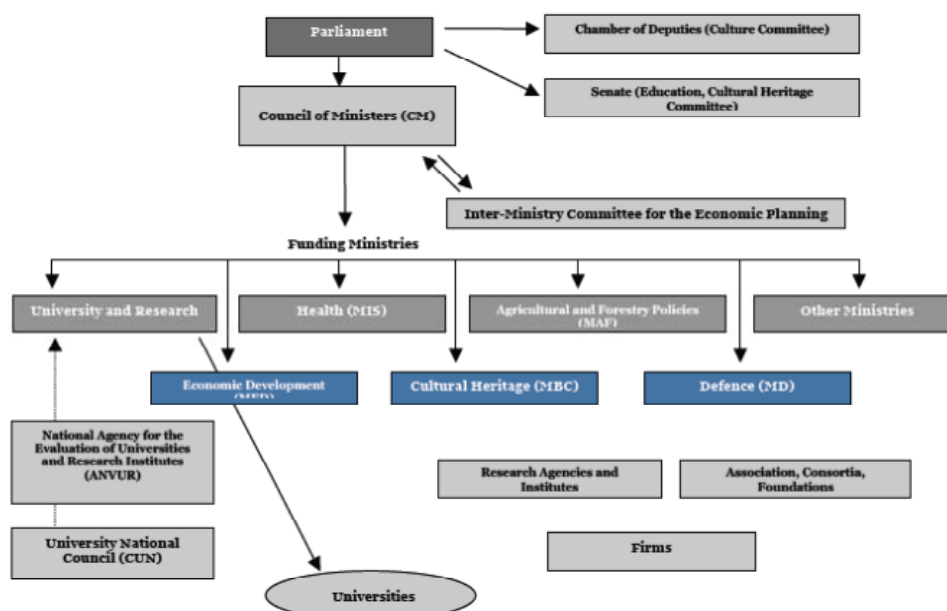 Parliament
Chamber of Deputies (Culture Committee)
Senate (Education, Cultural Heritage
Committee)
Council of Ministers (CM)
Inter-Ministry Committee for the Economic Planning
Funding Ministries
University and Research
Health (MIS)
Agricultural and Forestry Policies
(MAF)
Other Ministries
Economic Development
(MED)
Cultural Heritage (MBC)
Defence (MD)
National Agency for the
Evaluation of Universities
and Research Institutes
(ANVUR)
Research Agencies and
Institutes
Association, Consortia,
Foundations
University National
Council (CUN)
Firms
Universities